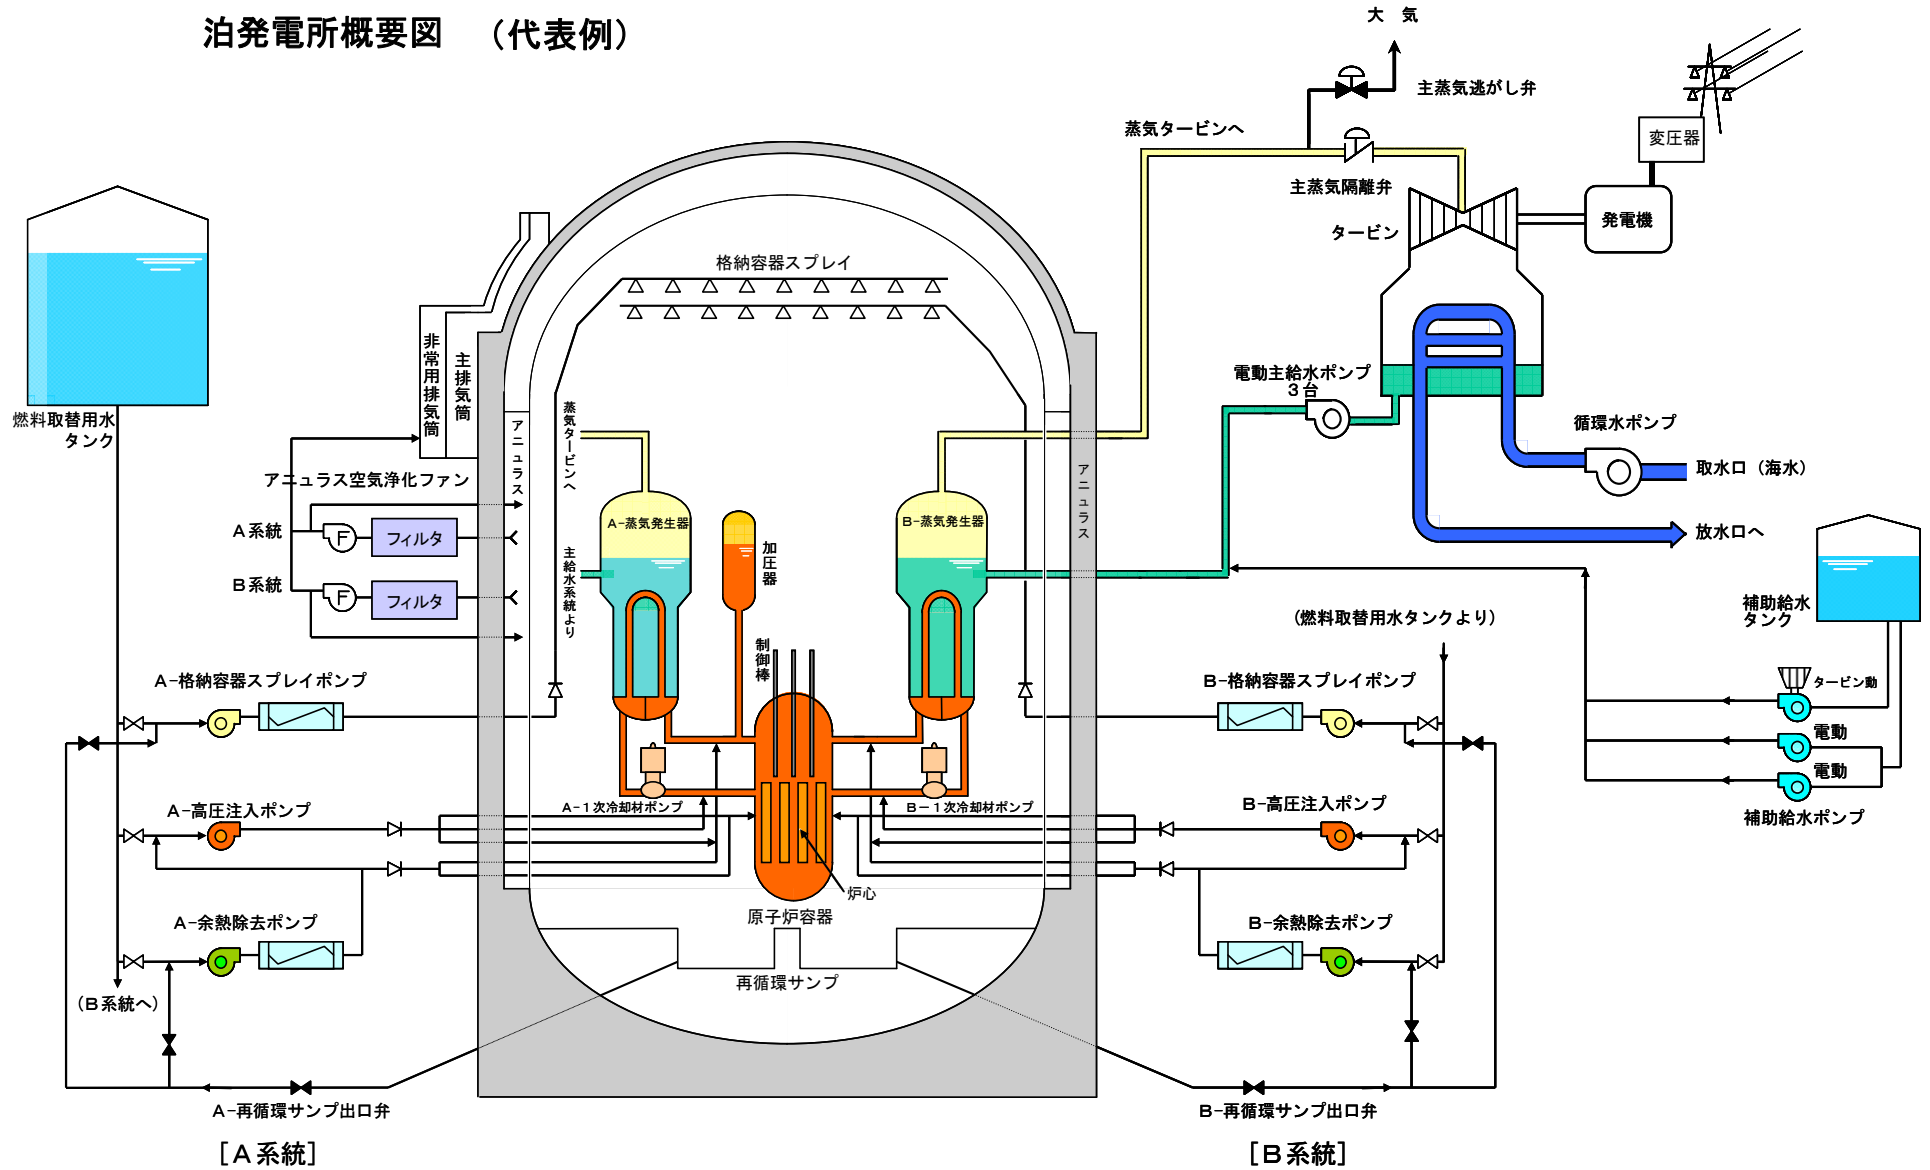 泊発電所概要図　（代表例）
大　気
主蒸気逃がし弁
蒸気タービンへ
変圧器
主蒸気隔離弁
発電機
タービン
格納容器スプレイ
非常用排気筒
主排気筒
電動主給水ポンプ
３台
燃料取替用水
タンク
アニュラス
蒸気タービンへ
アニュラス
循環水ポンプ
取水口（海水）
アニュラス空気浄化ファン
A-蒸気発生器
B-蒸気発生器
加圧器
Ａ系統
F
フィルタ
放水口へ
主給水系統より
Ｂ系統
F
フィルタ
補助給水
タンク
(燃料取替用水タンクより)
制御棒
A-格納容器スプレイポンプ
B-格納容器スプレイポンプ
タービン動
電動
電動
A-高圧注入ポンプ
A-１次冷却材ポンプ
B－１次冷却材ポンプ
B-高圧注入ポンプ
補助給水ポンプ
炉心
原子炉容器
A-余熱除去ポンプ
B-余熱除去ポンプ
再循環サンプ
(Ｂ系統へ)
A-再循環サンプ出口弁
B-再循環サンプ出口弁
［Ａ系統］
［Ｂ系統］